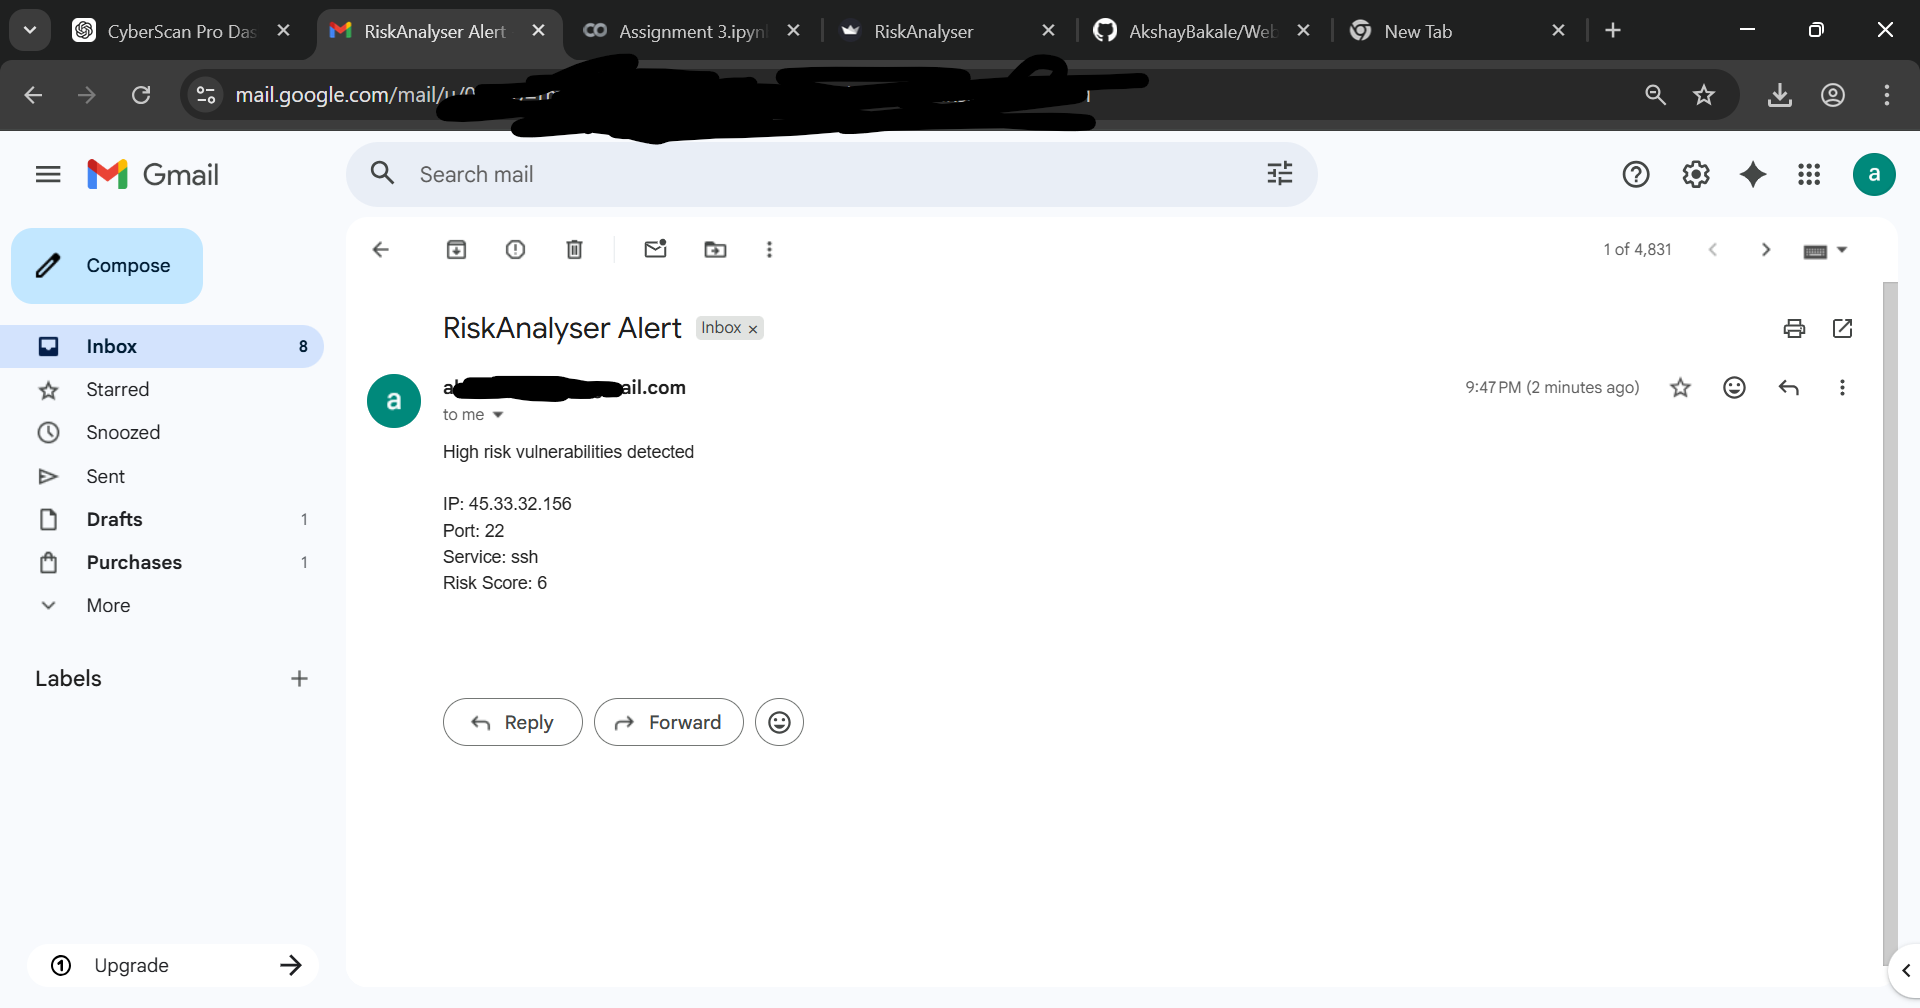 CyberScan Pro Das
RiskAnalyser Alert
Assignment 3.ipynb
RiskAnalyser
AkshayBakale/Web
New Tab
mail.google.com/mail/u/0
Gmail
Search mail
a
Compose
1 of 4,831
Inbox 8
Starred
Snoozed
Sent
Drafts 1
Purchases 1
More
Labels
Upgrade
RiskAnalyser Alert Inbox ×
a
ail.com
9:47 PM (2 minutes ago)
to me
High risk vulnerabilities detected
IP: 45.33.32.156
Port: 22
Service: ssh
Risk Score: 6
Reply
Forward